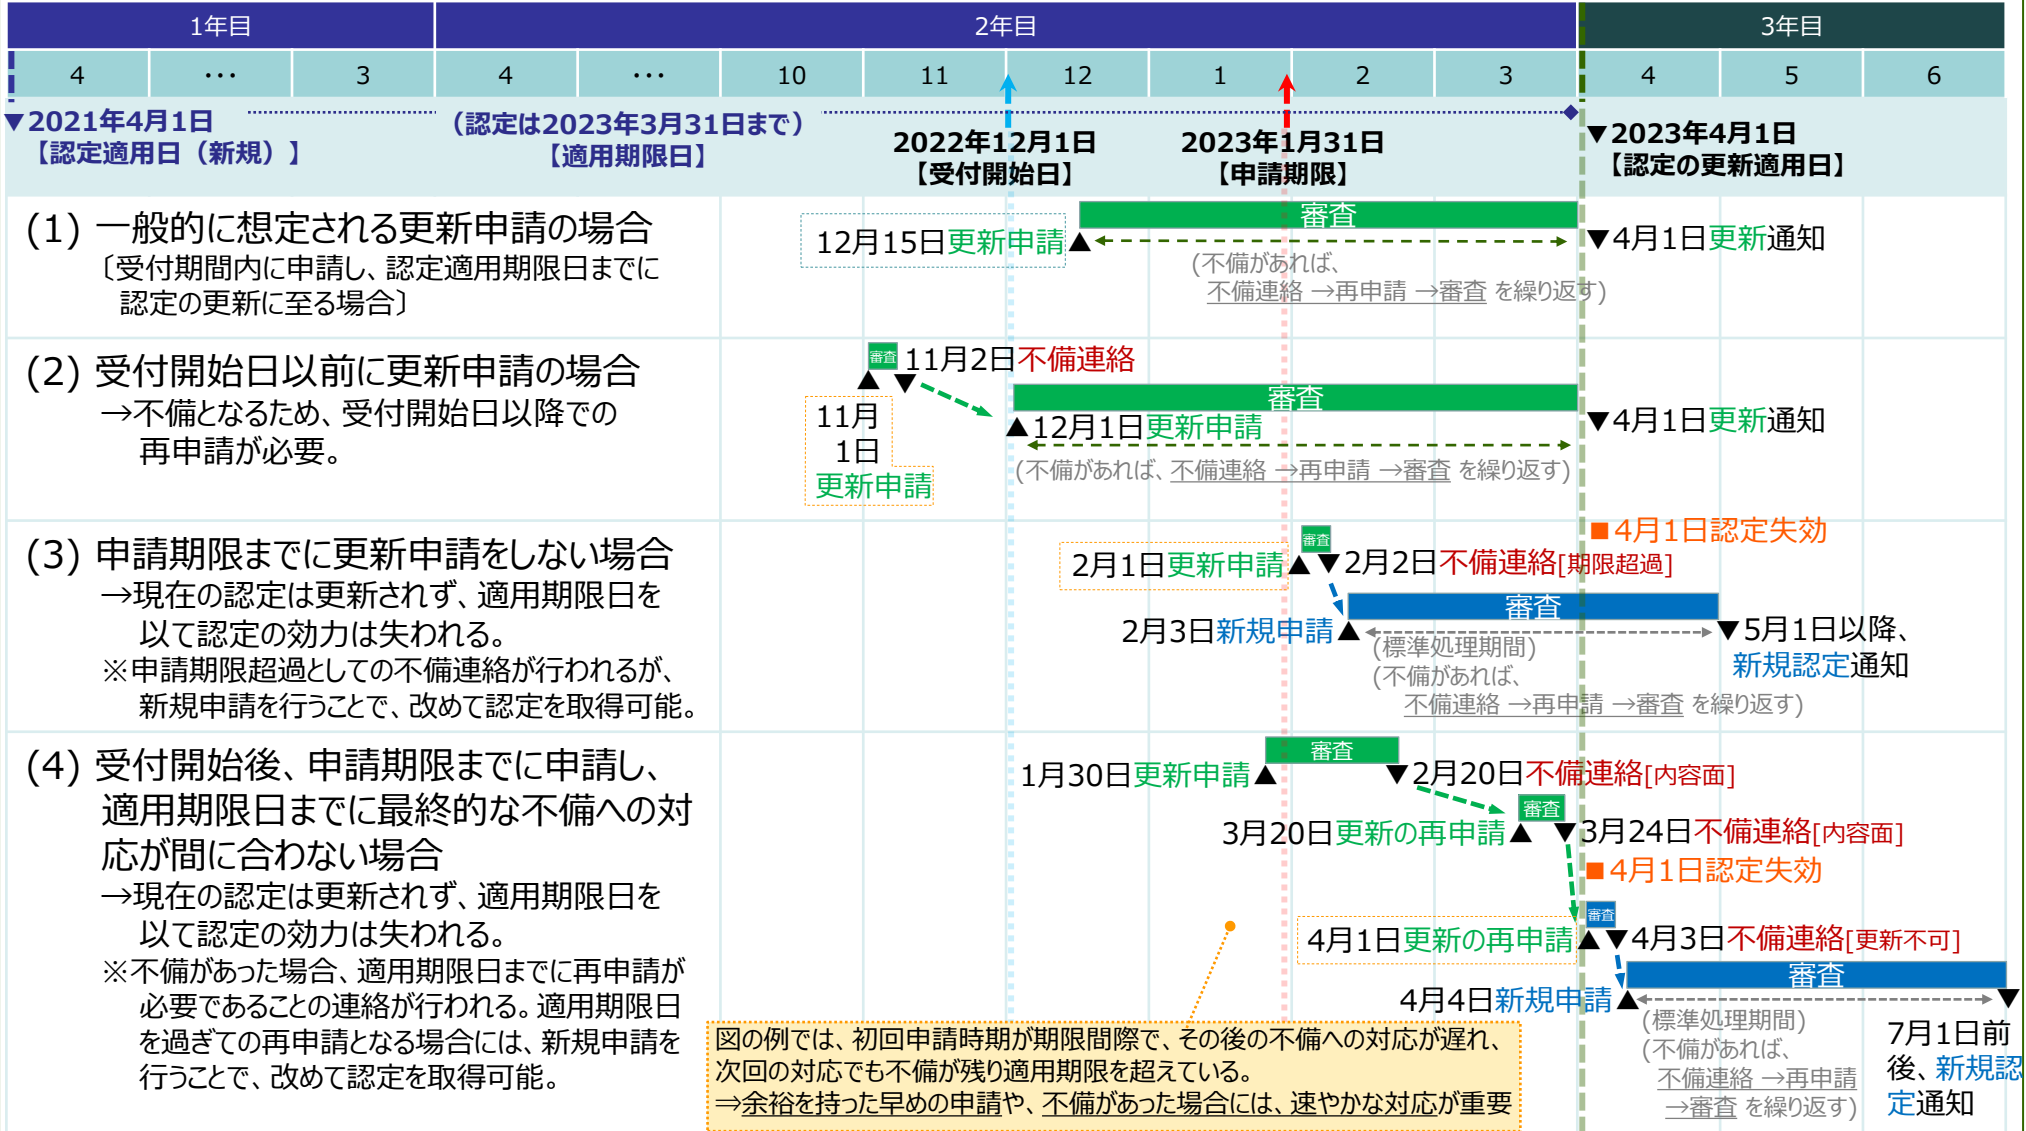 1年目
2年目
3年目
4 ・・・ 3 4 ・・・ 10 11 12 1 2 3 4 5 6
▼2021年4月1日
【認定適用日（新規）】
（認定は2023年3月31日まで）
【適用期限日】
2022年12月1日
【受付開始日】
2023年1月31日
【申請期限】
▼2023年4月1日
【認定の更新適用日】
(1) 一般的に想定される更新申請の場合
〔受付期間内に申請し、認定適用期限日までに
認定の更新に至る場合〕
審査
12月15日更新申請▲
▼4月1日更新通知
(不備があれば、
不備連絡 →再申請 →審査 を繰り返す)
(2) 受付開始日以前に更新申請の場合
→不備となるため、受付開始日以降での
再申請が必要。
審査
▲ ▼
11月2日不備連絡
11月
1日
更新申請
審査
▲12月1日更新申請
▼4月1日更新通知
(不備があれば、不備連絡 →再申請 →審査 を繰り返す)
(3) 申請期限までに更新申請をしない場合
→現在の認定は更新されず、適用期限日を
以て認定の効力は失われる。
※申請期限超過としての不備連絡が行われるが、
新規申請を行うことで、改めて認定を取得可能。
■4月1日認定失効
審査
2月1日更新申請▲
▼2月2日不備連絡[期限超過]
審査
2月3日新規申請▲
▼5月1日以降、
新規認定通知
(標準処理期間)
(不備があれば、
不備連絡 →再申請 →審査 を繰り返す)
(4) 受付開始後、申請期限までに申請し、
適用期限日までに最終的な不備への対
応が間に合わない場合
→現在の認定は更新されず、適用期限日を
以て認定の効力は失われる。
※不備があった場合、適用期限日までに再申請が
必要であることの連絡が行われる。適用期限日
を過ぎての再申請となる場合には、新規申請を
行うことで、改めて認定を取得可能。
審査
1月30日更新申請▲
▼2月20日不備連絡[内容面]
審査
3月20日更新の再申請▲
▼3月24日不備連絡[内容面]
■4月1日認定失効
審査
4月1日更新の再申請▲
▼4月3日不備連絡[更新不可]
審査
4月4日新規申請▲
▼
(標準処理期間)
(不備があれば、
不備連絡 →再申請
→審査 を繰り返す)
7月1日前
後、新規認
定通知
図の例では、初回申請時期が期限間際で、その後の不備への対応が遅れ、
次回の対応でも不備が残り適用期限を超えている。
⇒余裕を持った早めの申請や、不備があった場合には、速やかな対応が重要